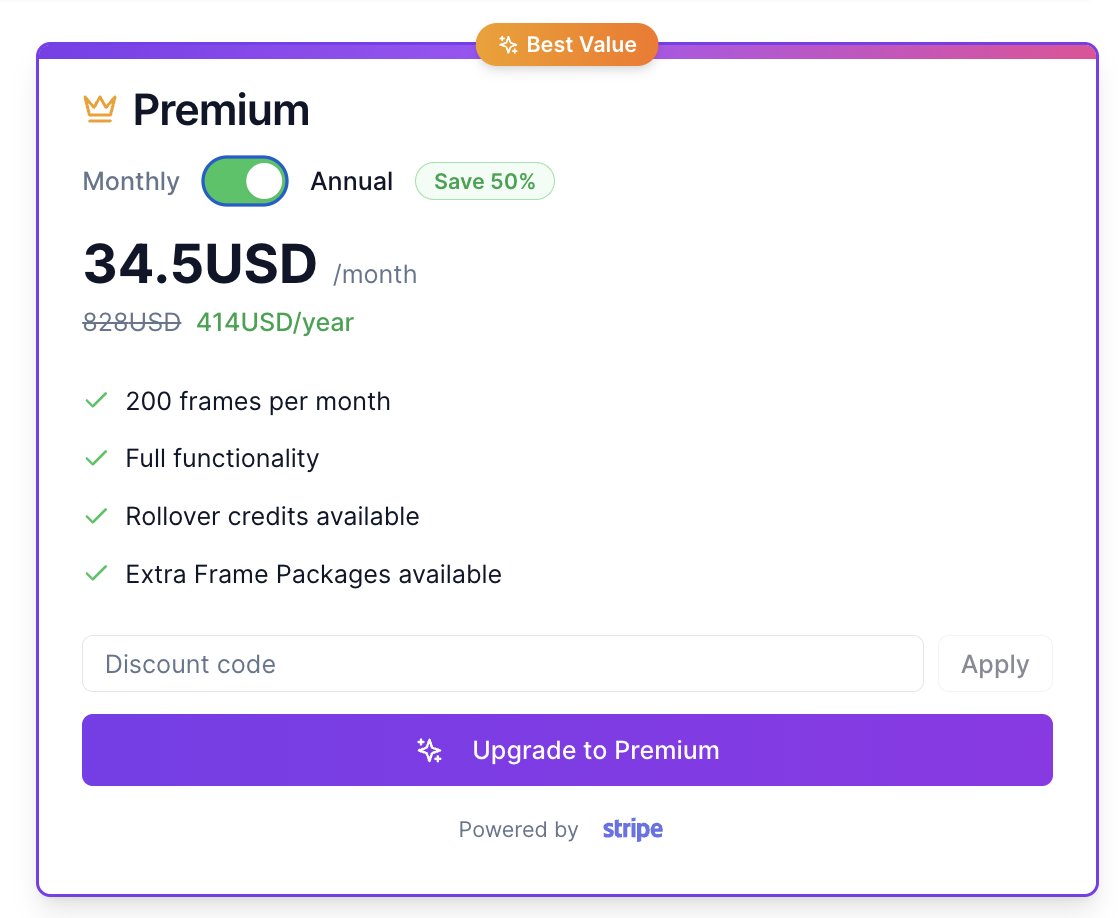 Best Value
Premium
Monthly Annual Save 50%
34.5USD /month
828USD 414USD/year
200 frames per month
Full functionality
Rollover credits available
Extra Frame Packages available
Discount code Apply
Upgrade to Premium
Powered by stripe